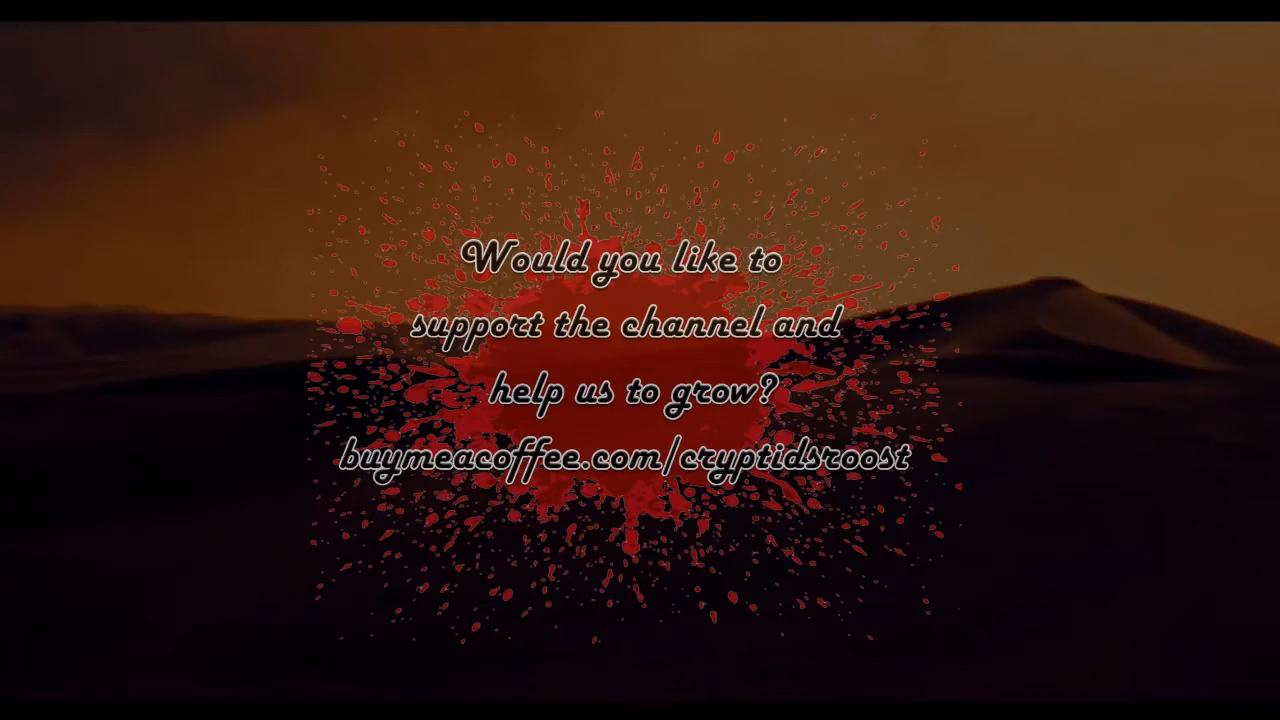 Would you like to
support the channel and
help us to grow?
buymeacoffee.com/cryptidsroost